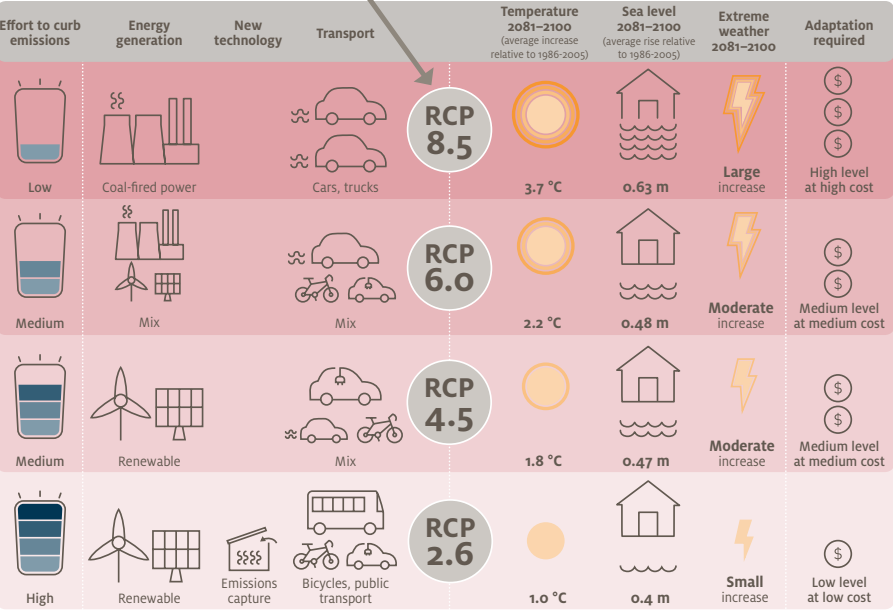 Effort to curb
emissions
Energy
generation
New
technology
Transport
Temperature
2081–2100
(average increase
relative to 1986-2005)
Sea level
2081–2100
(average rise relative
to 1986-2005)
Extreme
weather
2081–2100
Adaptation
required
Low
Coal-fired power
Cars, trucks
RCP
8.5
3.7 °C
0.63 m
Large
increase
$
$
$
High level
at high cost
Medium
Mix
Mix
RCP
6.0
2.2 °C
0.48 m
Moderate
increase
$
$
Medium level
at medium cost
Medium
Renewable
Mix
RCP
4.5
1.8 °C
0.47 m
Moderate
increase
$
$
Medium level
at medium cost
High
Renewable
Emissions
capture
Bicycles, public
transport
RCP
2.6
1.0 °C
0.4 m
Small
increase
$
Low level
at low cost